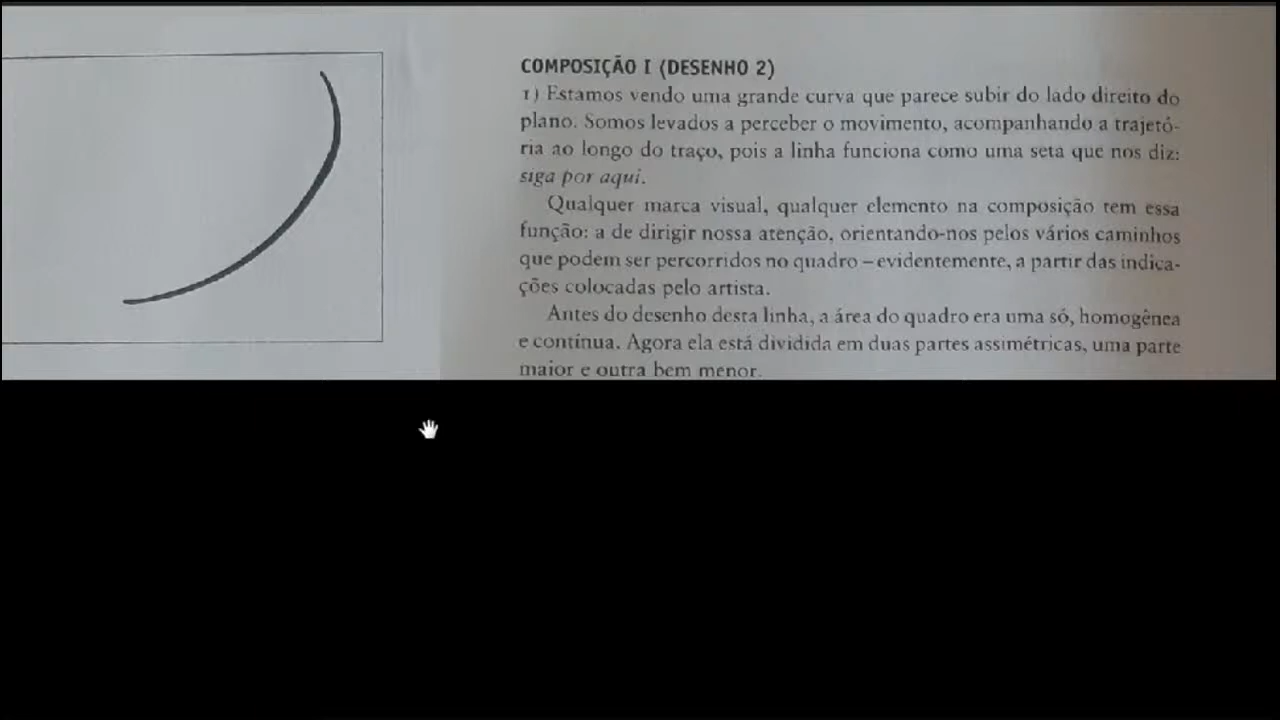 COMPOSIÇÃO I (DESENHO 2)
1) Estamos vendo uma grande curva que parece subir do lado direito do
plano. Somos levados a perceber o movimento, acompanhando a trajetó-
ria ao longo do traço, pois a linha funciona como uma seta que nos diz:
siga por aqui.
Qualquer marca visual, qualquer elemento na composição tem essa
função: a de dirigir nossa atenção, orientando-nos pelos vários caminhos
que podem ser percorridos no quadro – evidentemente, a partir das indica-
ções colocadas pelo artista.
Antes do desenho desta linha, a área do quadro era uma só, homogênea
e contínua. Agora ela está dividida em duas partes assimétricas, uma parte
maior e outra bem menor.